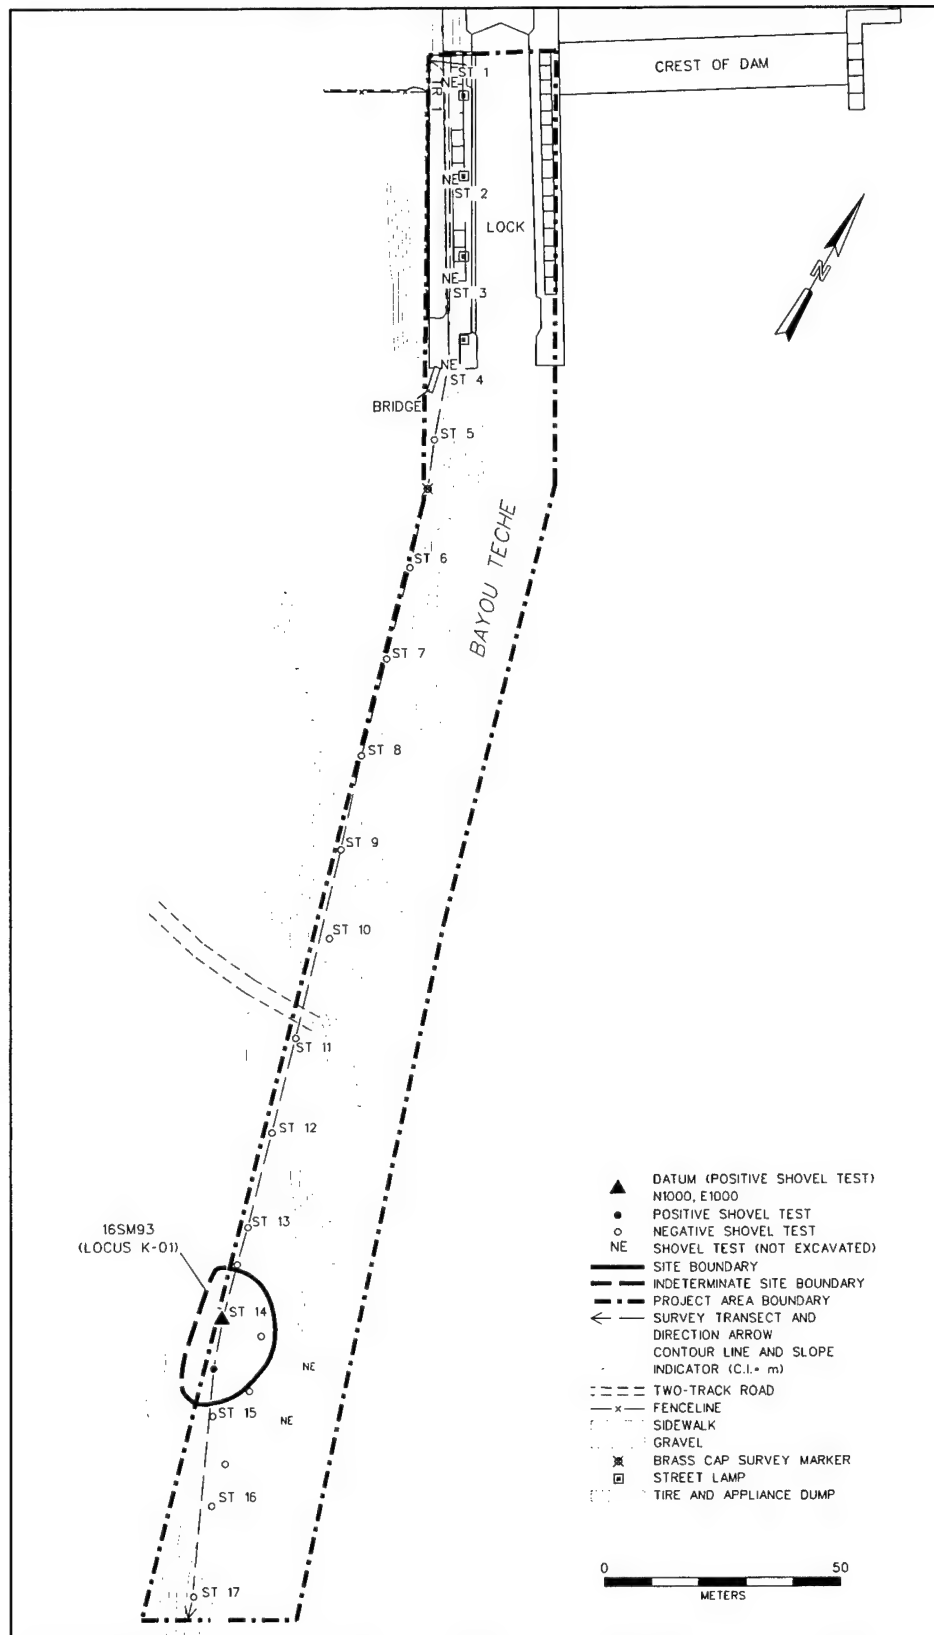 CREST OF DAM
ST 1
NE
TR 1
NE
ST 2
LOCK
NE
ST 3
N
NE
ST 4
BRIDGE
ST 5
BAYOU TECHE
ST 6
ST 7
ST 8
ST 9
ST 10
ST 11
ST 12
ST 13
16SM93
(LOCUS K-01)
ST 14
NE
ST 15
NE
ST 16
ST 17
DATUM (POSITIVE SHOVEL TEST)
N1000, E1000
POSITIVE SHOVEL TEST
NEGATIVE SHOVEL TEST
NE SHOVEL TEST (NOT EXCAVATED)
SITE BOUNDARY
INDETERMINATE SITE BOUNDARY
PROJECT AREA BOUNDARY
SURVEY TRANSECT AND
DIRECTION ARROW
CONTOUR LINE AND SLOPE
INDICATOR (C.I.= m)
TWO-TRACK ROAD
FENCELINE
SIDEWALK
GRAVEL
BRASS CAP SURVEY MARKER
STREET LAMP
TIRE AND APPLIANCE DUMP
0 50
METERS